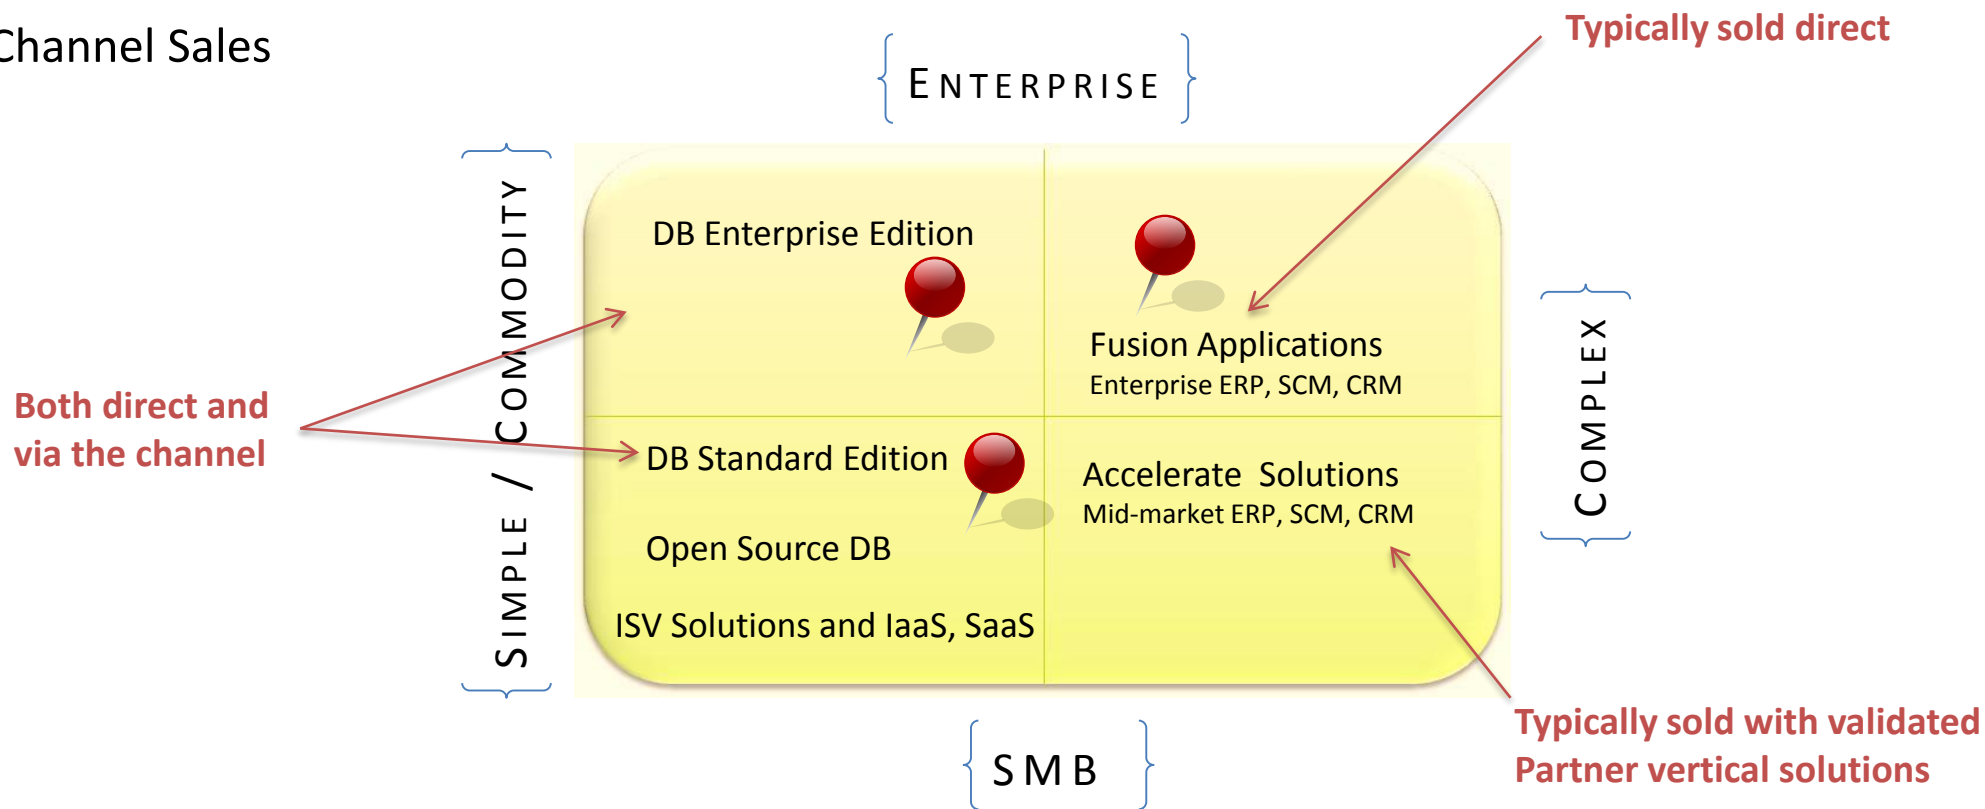 Channel Sales
Typically sold direct
ENTERPRISE
SIMPLE / COMMODITY
DB Enterprise Edition
Fusion Applications
Enterprise ERP, SCM, CRM
COMPLEX
Both direct and
via the channel
DB Standard Edition
Open Source DB
ISV Solutions and IaaS, SaaS
Accelerate Solutions
Mid-market ERP, SCM, CRM
SMB
Typically sold with validated
Partner vertical solutions